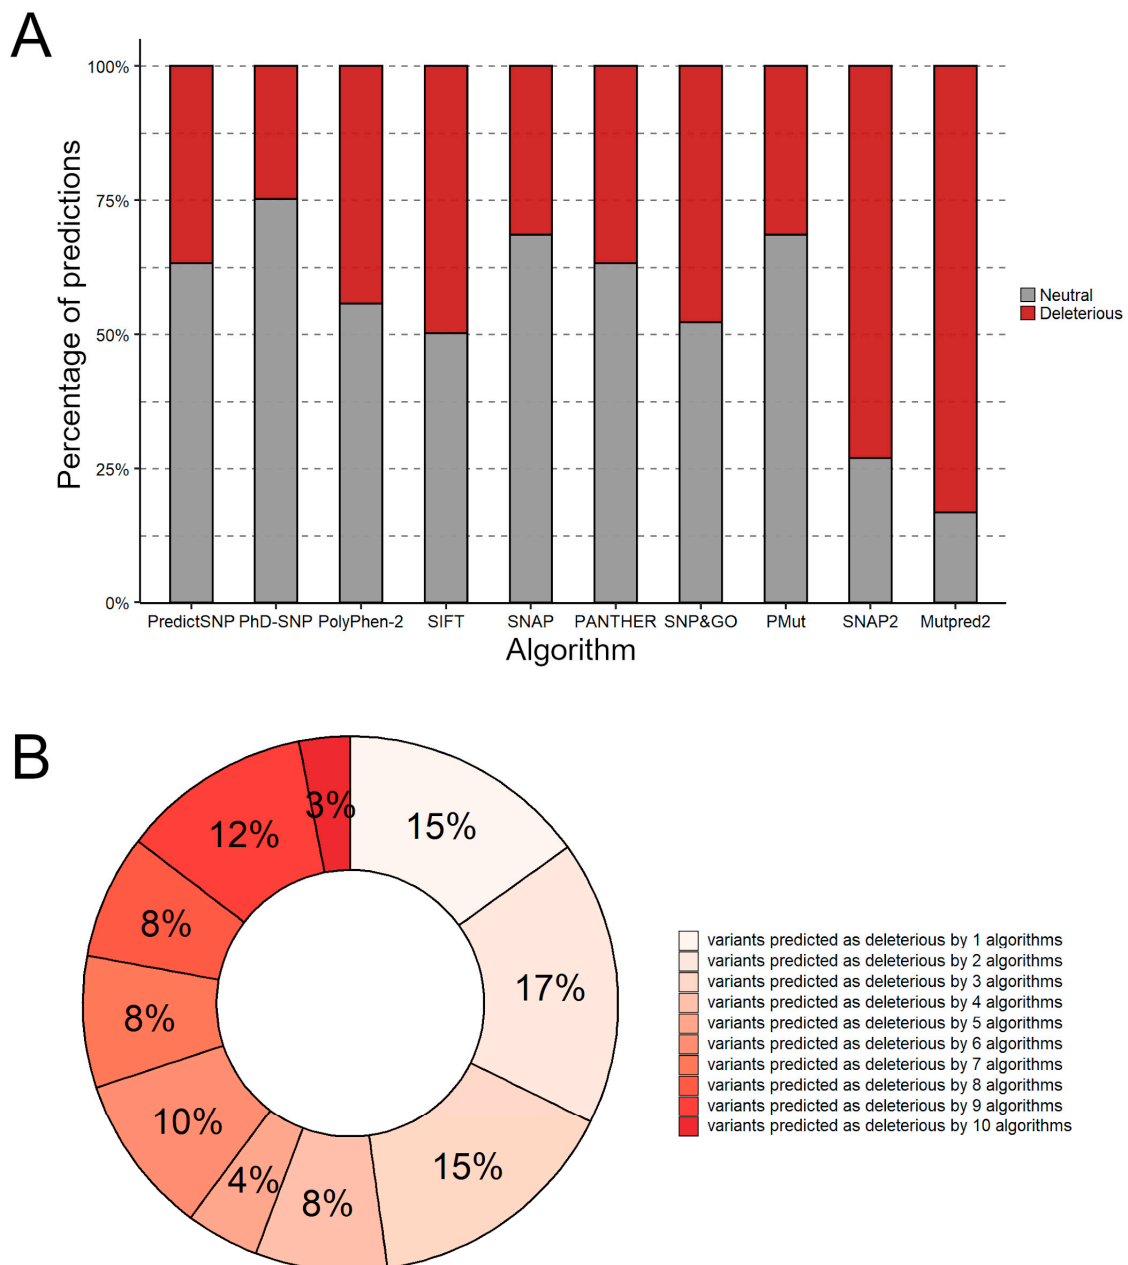 A
Percentage of predictions
100%
75%
50%
25%
0%
PredictSNP PhD-SNP PolyPhen-2 SIFT SNAP PANTHER SNP&GO PMut SNAP2 Mutpred2
Algorithm
Neutral
Deleterious
B
15%
17%
15%
8%
4%
10%
8%
8%
12%
3%
variants predicted as deleterious by 1 algorithms
variants predicted as deleterious by 2 algorithms
variants predicted as deleterious by 3 algorithms
variants predicted as deleterious by 4 algorithms
variants predicted as deleterious by 5 algorithms
variants predicted as deleterious by 6 algorithms
variants predicted as deleterious by 7 algorithms
variants predicted as deleterious by 8 algorithms
variants predicted as deleterious by 9 algorithms
variants predicted as deleterious by 10 algorithms